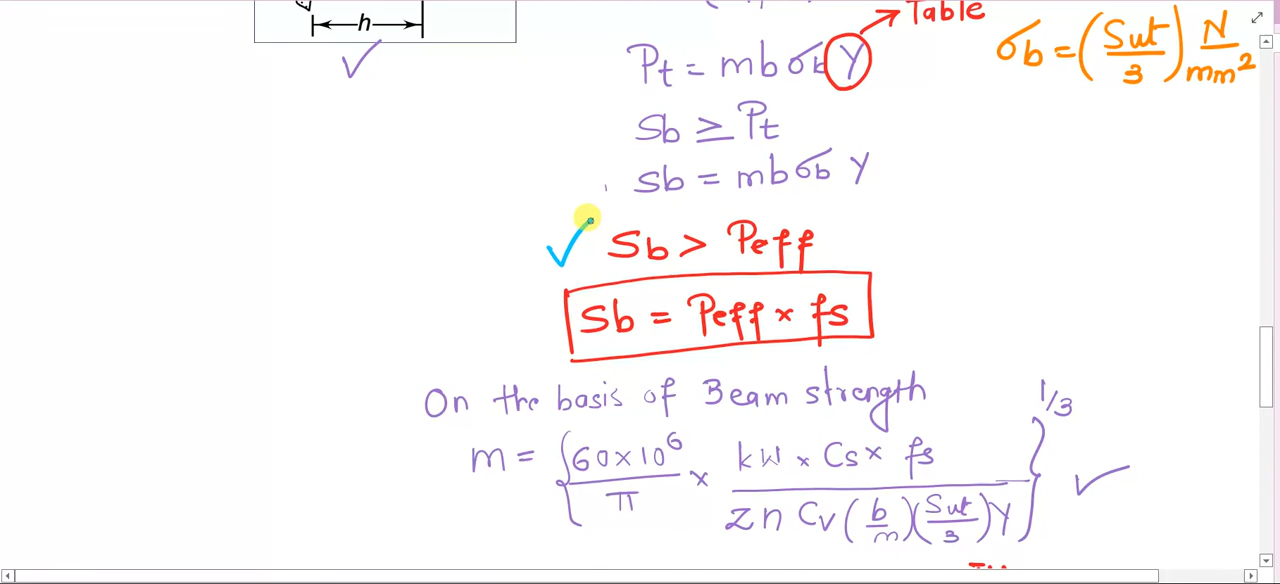 Table
h
Pt = mbσb Y
σb = (Sut/3) N/mm²
Sb ≥ Pt
Sb = mbσb Y
Sb > Peff
Sb = Peff × fs
On the basis of Beam strength
m = {60×10⁶/π × kW × Cs × fs / z n Cv (b/m)(Sut/3)Y}^1/3